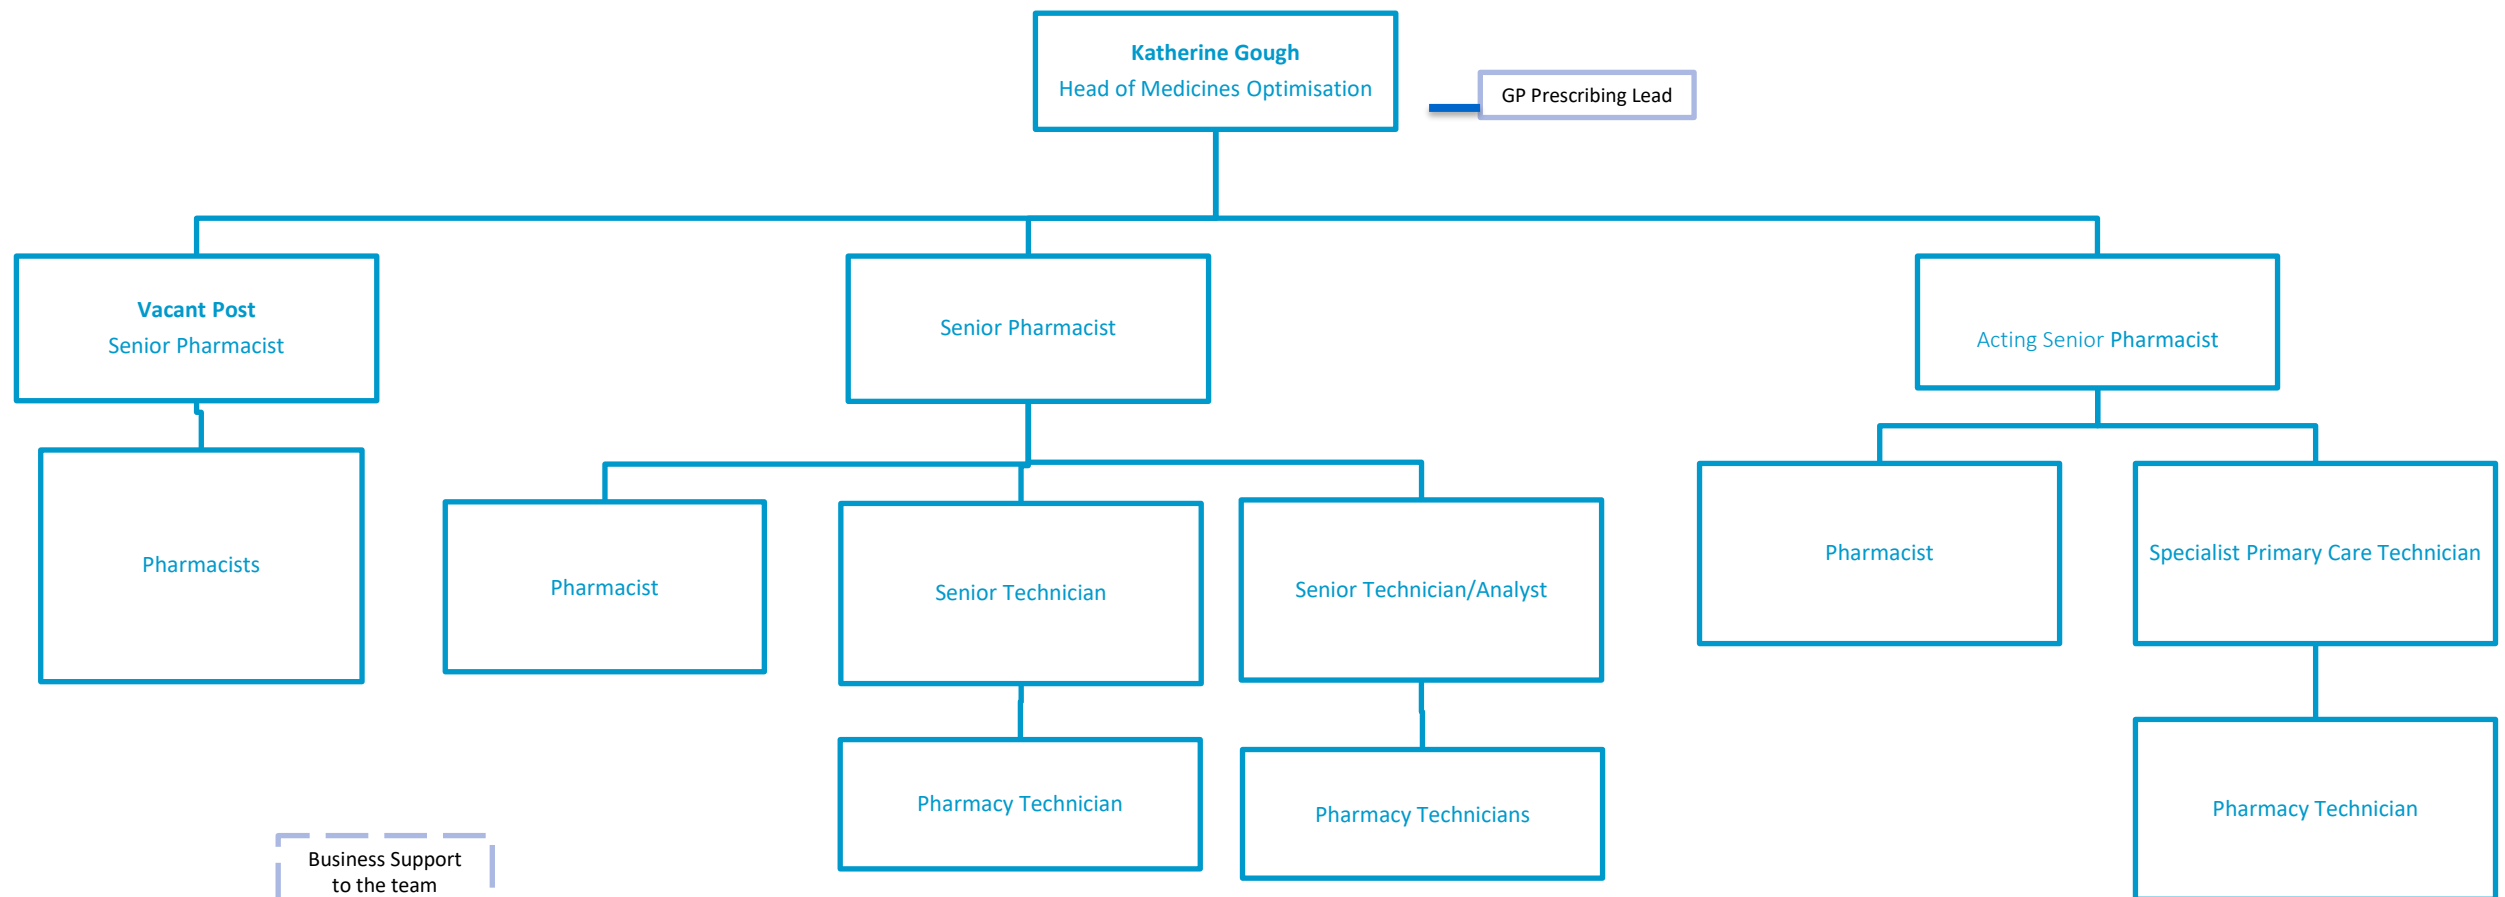 Katherine Gough
Head of Medicines Optimisation
GP Prescribing Lead
Vacant Post
Senior Pharmacist
Senior Pharmacist
Acting Senior Pharmacist
Pharmacists
Pharmacist
Senior Technician
Senior Technician/Analyst
Pharmacist
Specialist Primary Care Technician
Pharmacy Technician
Pharmacy Technicians
Pharmacy Technician
Business Support
to the team